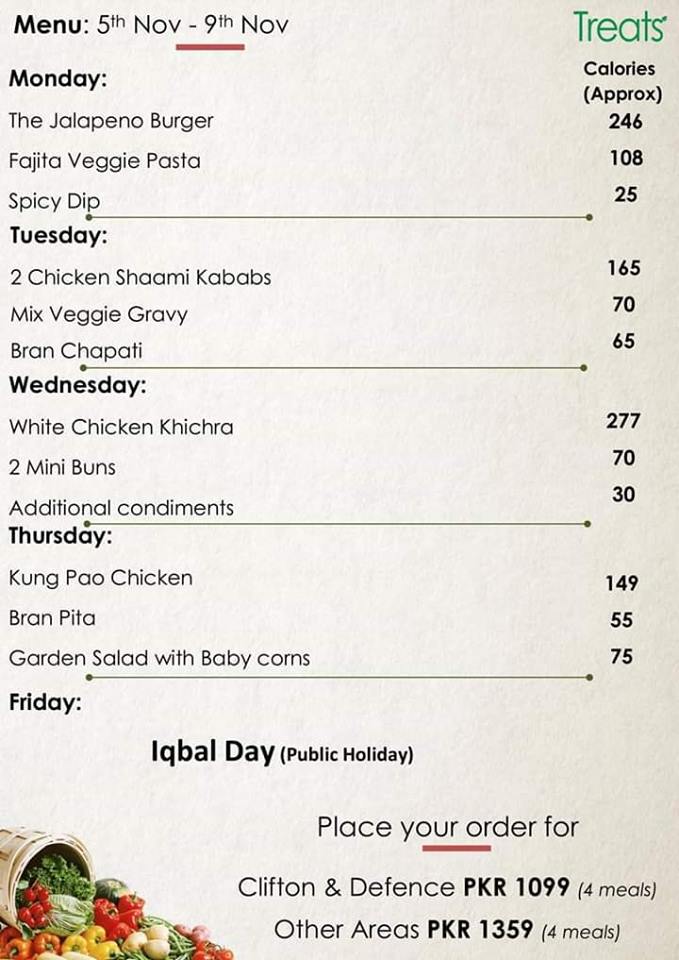 Menu: 5th Nov - 9th Nov
Treats
Calories
(Approx)
Monday:
The Jalapeno Burger 246
Fajita Veggie Pasta 108
Spicy Dip 25
Tuesday:
2 Chicken Shaami Kababs 165
Mix Veggie Gravy 70
Bran Chapati 65
Wednesday:
White Chicken Khichra 277
2 Mini Buns 70
Additional condiments 30
Thursday:
Kung Pao Chicken 149
Bran Pita 55
Garden Salad with Baby corns 75
Friday:
Iqbal Day (Public Holiday)
Place your order for
Clifton & Defence PKR 1099 (4 meals)
Other Areas PKR 1359 (4 meals)